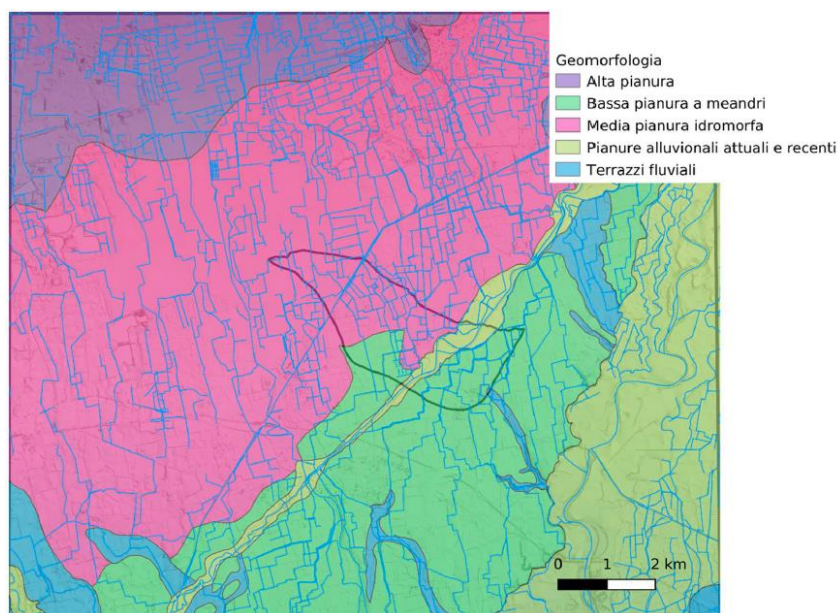 Geomorfologia
Alta pianura
Bassa pianura a meandri
Media pianura idromorfa
Pianure alluvionali attuali e recenti
Terrazzi fluviali
0 1 2 km